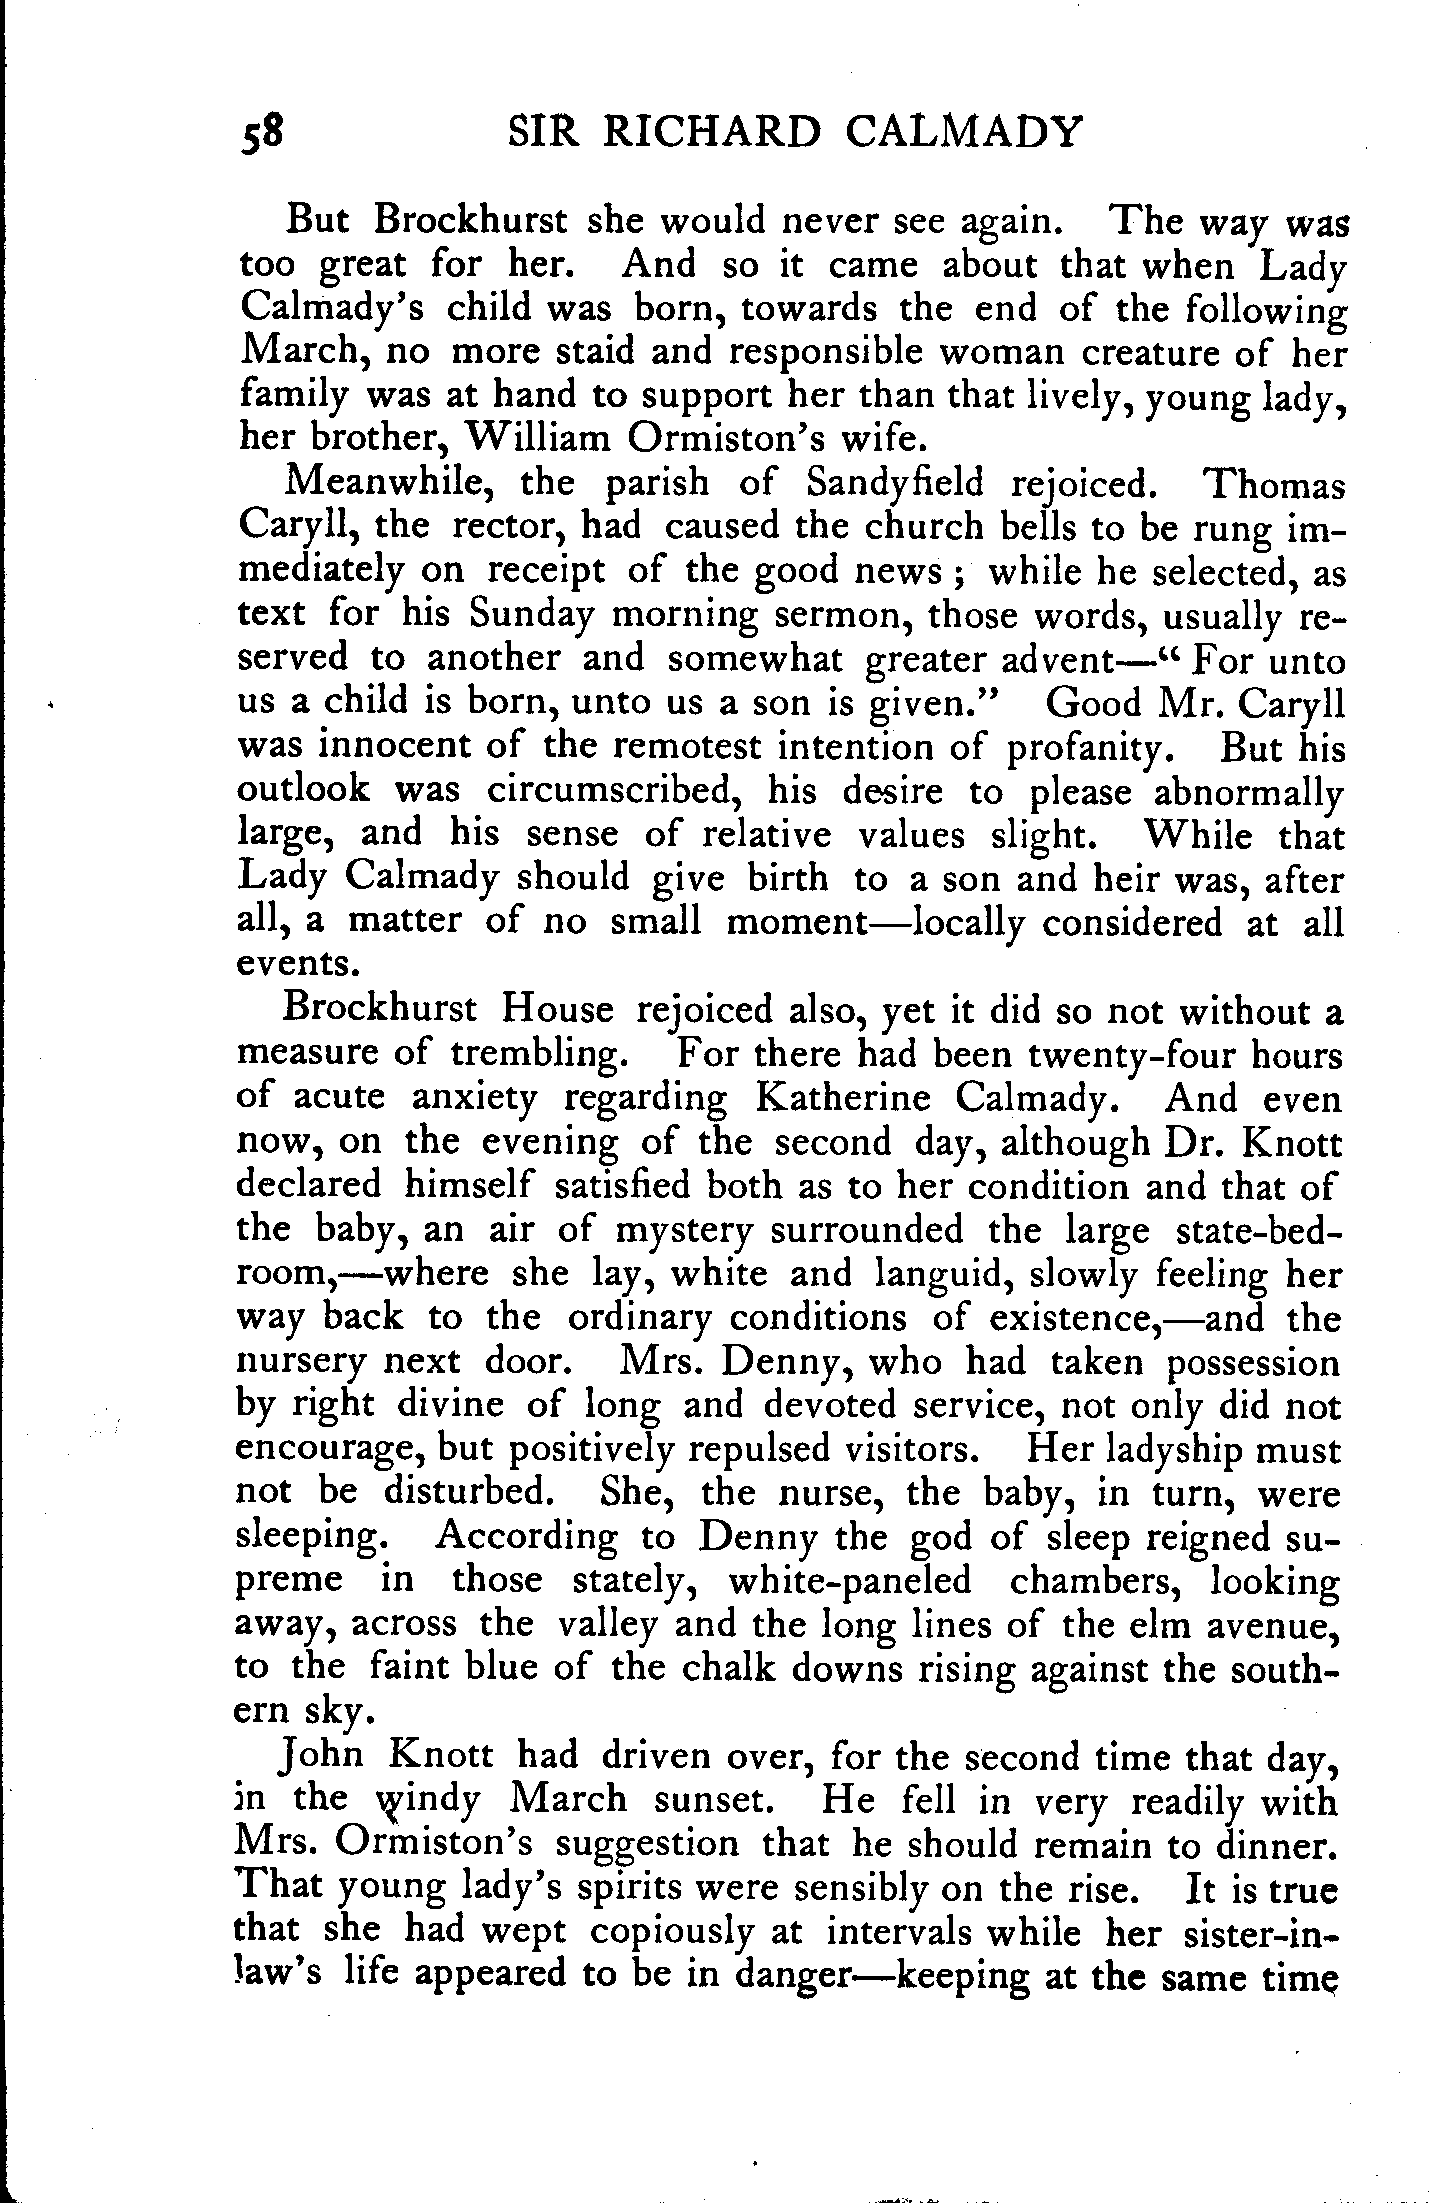 58 SIR RICHARD CALMADY
But Brockhurst she would never see again. The way was
too great for her. And so it came about that when Lady
Calmady's child was born, towards the end of the following
March, no more staid and responsible woman creature of her
family was at hand to support her than that lively, young lady,
her brother, William Ormiston's wife.
Meanwhile, the parish of Sandyfield rejoiced. Thomas
Caryll, the rector, had caused the church bells to be rung im-
mediately on receipt of the good news ; while he selected, as
text for his Sunday morning sermon, those words, usually re-
served to another and somewhat greater advent—“ For unto
us a child is born, unto us a son is given.” Good Mr. Caryll
was innocent of the remotest intention of profanity. But his
outlook was circumscribed, his desire to please abnormally
large, and his sense of relative values slight. While that
Lady Calmady should give birth to a son and heir was, after
all, a matter of no small moment—locally considered at all
events.
Brockhurst House rejoiced also, yet it did so not without a
measure of trembling. For there had been twenty-four hours
of acute anxiety regarding Katherine Calmady. And even
now, on the evening of the second day, although Dr. Knott
declared himself satisfied both as to her condition and that of
the baby, an air of mystery surrounded the large state-bed-
room,—where she lay, white and languid, slowly feeling her
way back to the ordinary conditions of existence,—and the
nursery next door. Mrs. Denny, who had taken possession
by right divine of long and devoted service, not only did not
encourage, but positively repulsed visitors. Her ladyship must
not be disturbed. She, the nurse, the baby, in turn, were
sleeping. According to Denny the god of sleep reigned su-
preme in those stately, white-paneled chambers, looking
away, across the valley and the long lines of the elm avenue,
to the faint blue of the chalk downs rising against the south-
ern sky.
John Knott had driven over, for the second time that day,
in the windy March sunset. He fell in very readily with
Mrs. Ormiston's suggestion that he should remain to dinner.
That young lady's spirits were sensibly on the rise. It is true
that she had wept copiously at intervals while her sister-in-
law's life appeared to be in danger—keeping at the same time